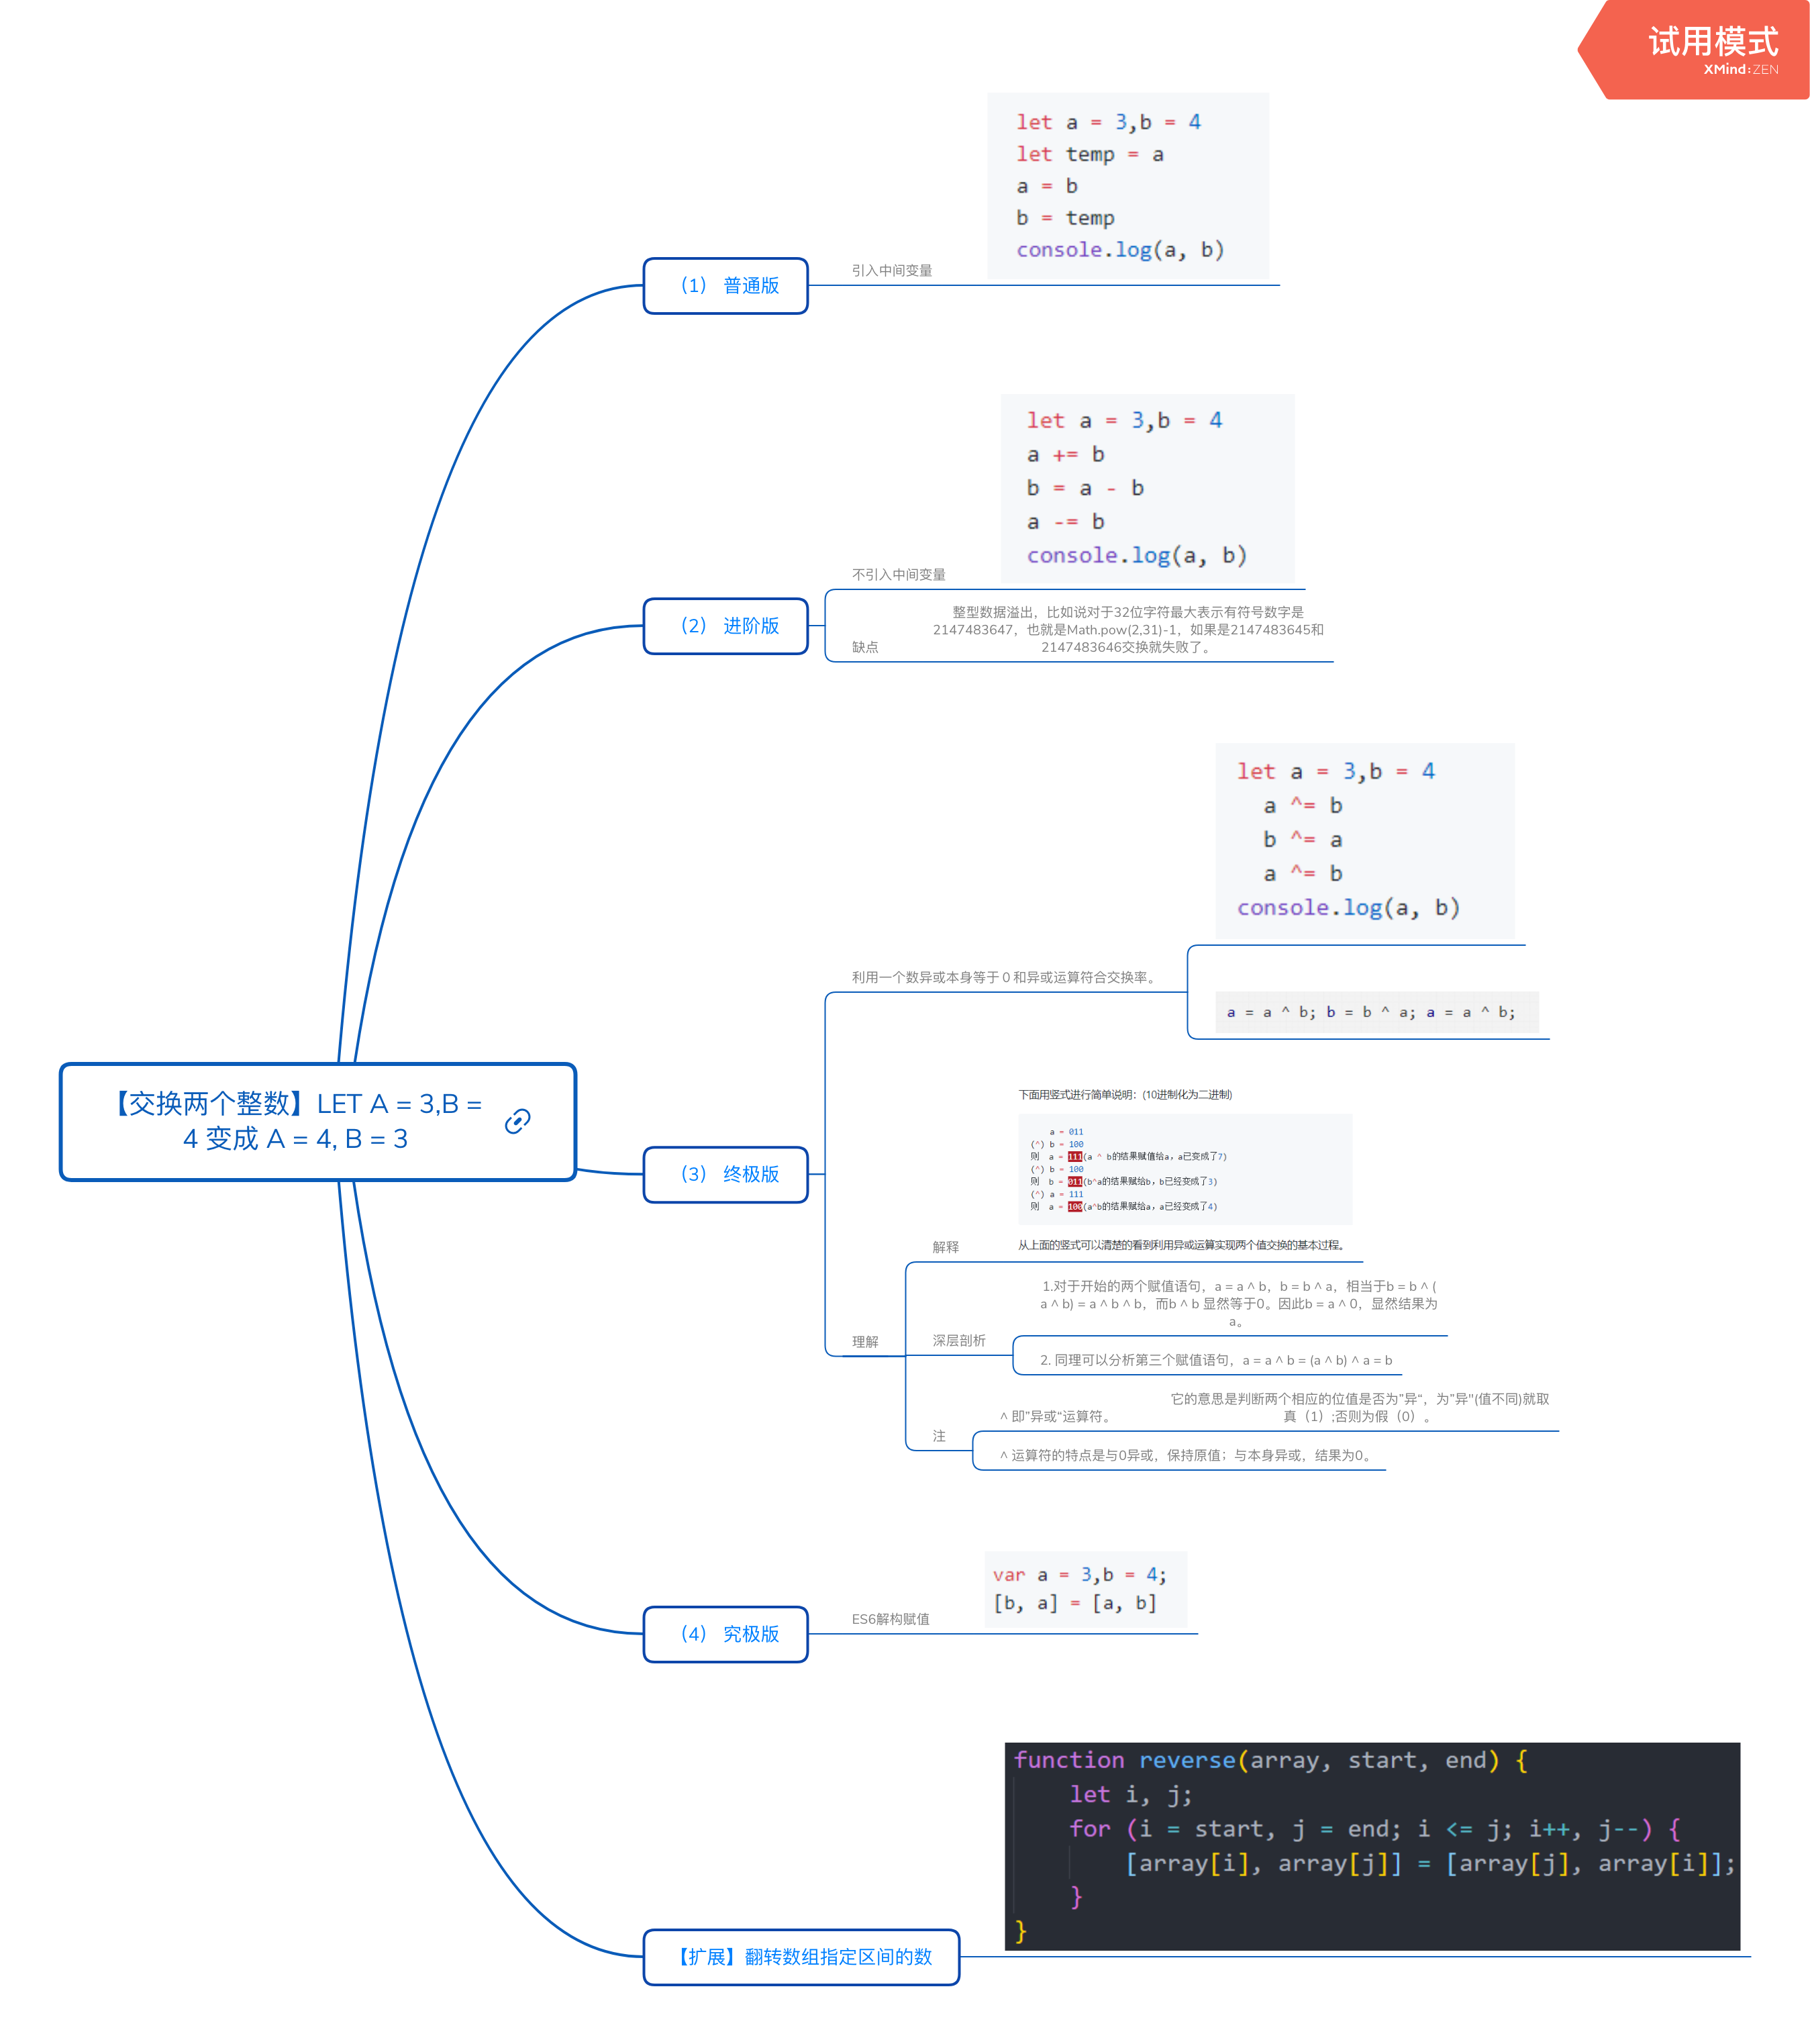 试用模式
XMind:ZEN
【交换两个整数】LET A = 3,B =
4 变成 A = 4, B = 3
（1） 普通版
引入中间变量
let a = 3,b = 4
let temp = a
a = b
b = temp
console.log(a, b)
（2） 进阶版
不引入中间变量
let a = 3,b = 4
a += b
b = a - b
a -= b
console.log(a, b)
缺点
整型数据溢出，比如说对于32位字符最大表示有符号数字是
2147483647，也就是Math.pow(2,31)-1，如果是2147483645和
2147483646交换就失败了。
（3） 终极版
利用一个数异或本身等于０和异或运算符合交换率。
let a = 3,b = 4
a ^= b
b ^= a
a ^= b
console.log(a, b)
a = a ^ b; b = b ^ a; a = a ^ b;
理解
解释
下面用竖式进行简单说明：(10进制化为二进制)
a = 011
(^) b = 100
则 a = 111(a ^ b的结果赋值给a，a已变成了7)
(^) b = 100
则 b = 011(b^a的结果赋给b，b已经变成了3)
(^) a = 111
则 a = 100(a^b的结果赋给a，a已经变成了4)
从上面的竖式可以清楚的看到利用异或运算实现两个值交换的基本过程。
深层剖析
1.对于开始的两个赋值语句，a = a ^ b，b = b ^ a，相当于b = b ^ (
a ^ b) = a ^ b ^ b，而b ^ b 显然等于0。因此b = a ^ 0，显然结果为
a。
2. 同理可以分析第三个赋值语句，a = a ^ b = (a ^ b) ^ a = b
注
^ 即”异或“运算符。
它的意思是判断两个相应的位值是否为”异“，为”异"(值不同)就取
真（1）;否则为假（0）。
^ 运算符的特点是与0异或，保持原值；与本身异或，结果为0。
（4） 究极版
ES6解构赋值
var a = 3,b = 4;
[b, a] = [a, b]
【扩展】翻转数组指定区间的数
function reverse(array, start, end) {
let i, j;
for (i = start, j = end; i <= j; i++, j--) {
[array[i], array[j]] = [array[j], array[i]];
}
}